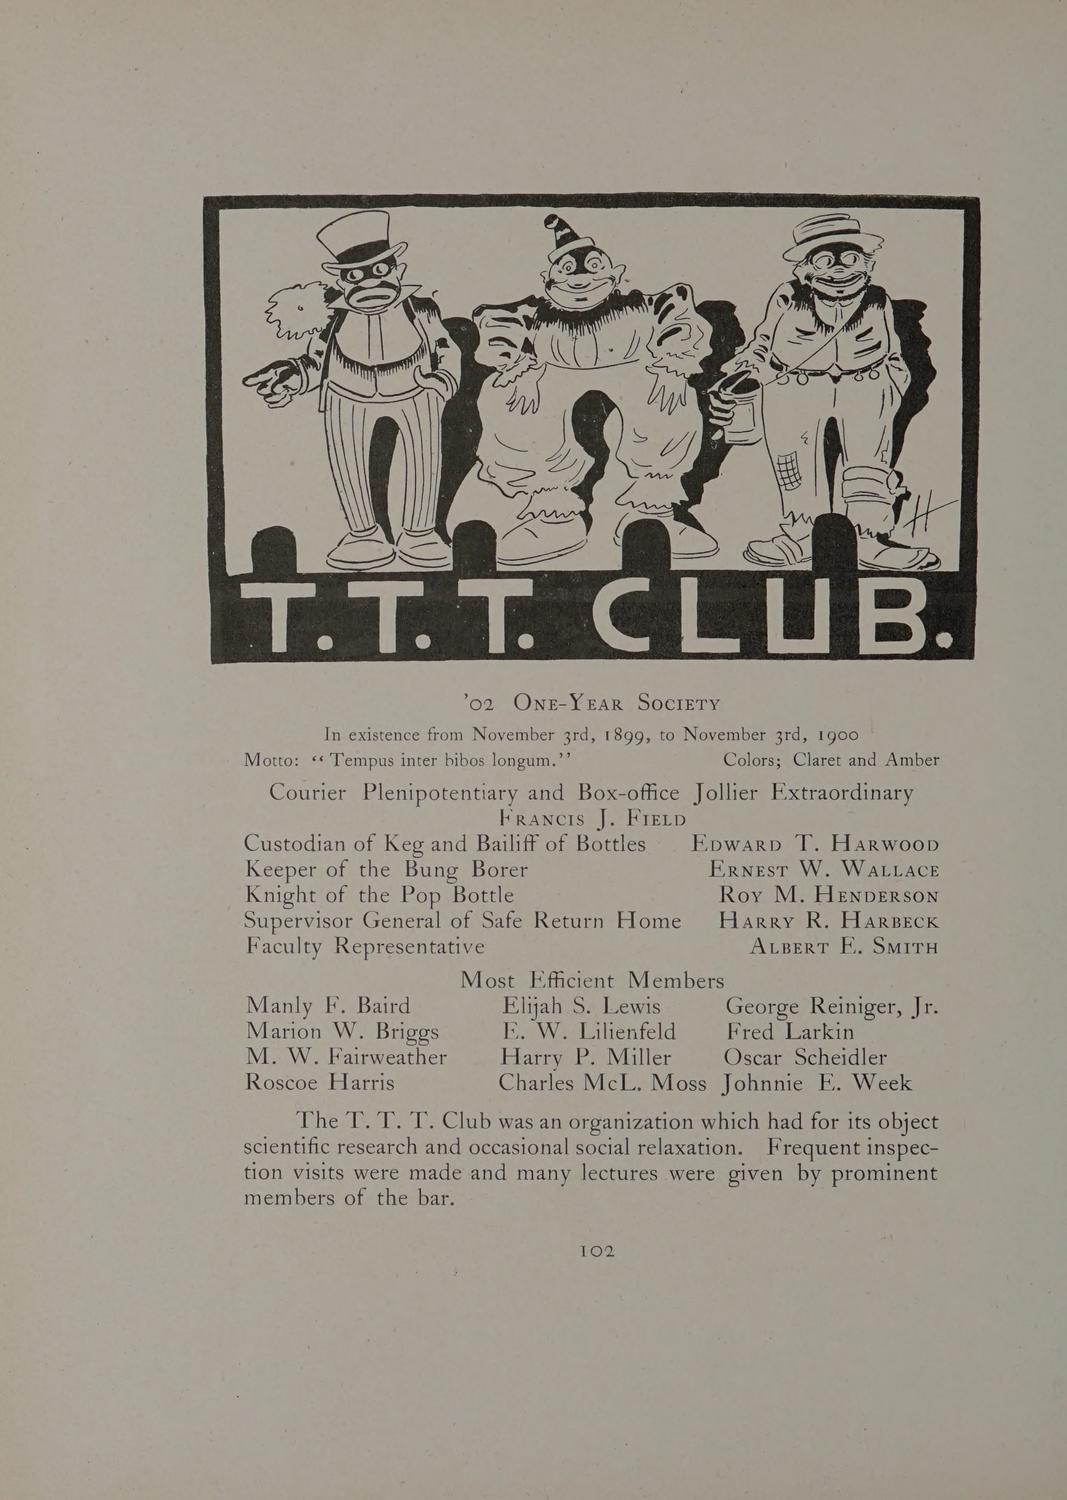 T. T. T. CLUB.
H
'02 One-Year Society
In existence from November 3rd, 1899, to November 3rd, 1900
Motto: “Tempus inter bibos longum.” Colors; Claret and Amber
Courier Plenipotentiary and Box-office Jollier Extraordinary
Francis J. Field
Custodian of Keg and Bailiff of Bottles Edward T. Harwood
Keeper of the Bung Borer Ernest W. Wallace
Knight of the Pop Bottle Roy M. Henderson
Supervisor General of Safe Return Home Harry R. Harbeck
Faculty Representative Albert E. Smith
Most Efficient Members
Manly F. Baird Elijah S. Lewis George Reiniger, Jr.
Marion W. Briggs E. W. Lilienfeld Fred Larkin
M. W. Fairweather Harry P. Miller Oscar Scheidler
Roscoe Harris Charles McL. Moss Johnnie E. Week
The T. T. T. Club was an organization which had for its object
scientific research and occasional social relaxation. Frequent inspec-
tion visits were made and many lectures were given by prominent
members of the bar.
102